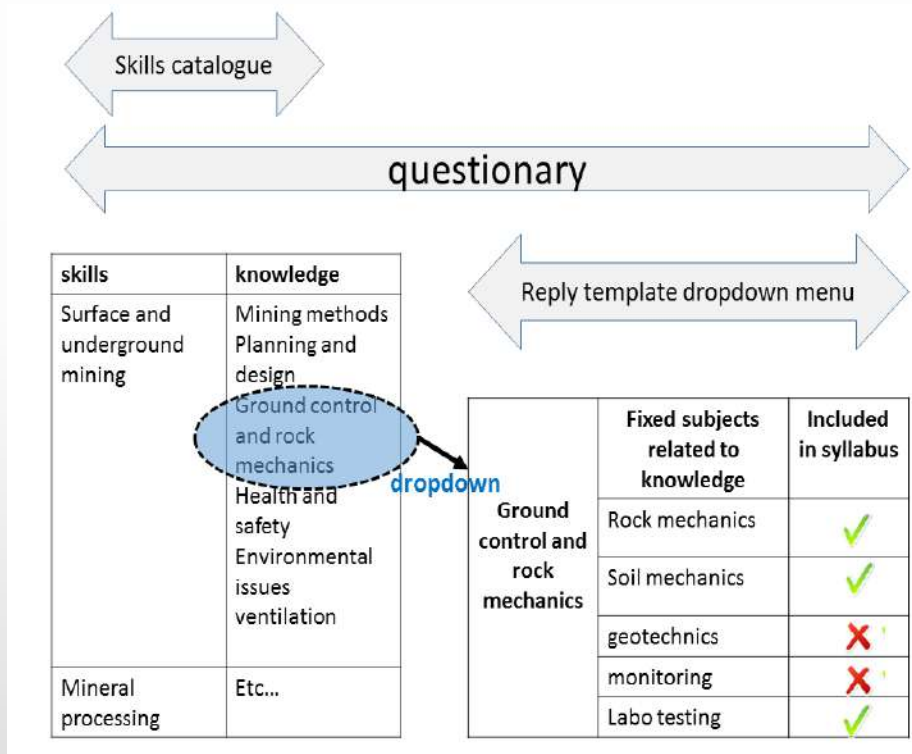 Skills catalogue
questionary
Reply template dropdown menu
skills
knowledge
Surface and
underground
mining
Mining methods
Planning and
design
Ground control
and rock
mechanics
Health and
safety
Environmental
issues
ventilation
Mineral
processing
Etc...
dropdown
Ground
control and
rock
mechanics
Fixed subjects
related to
knowledge
Included
in syllabus
Rock mechanics
Soil mechanics
geotechnics
monitoring
Labo testing